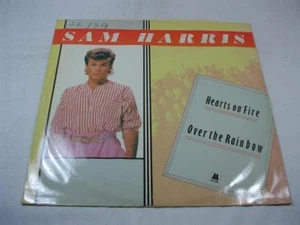 SAM HARRIS
Hearts on Fire
Over the Rainbow